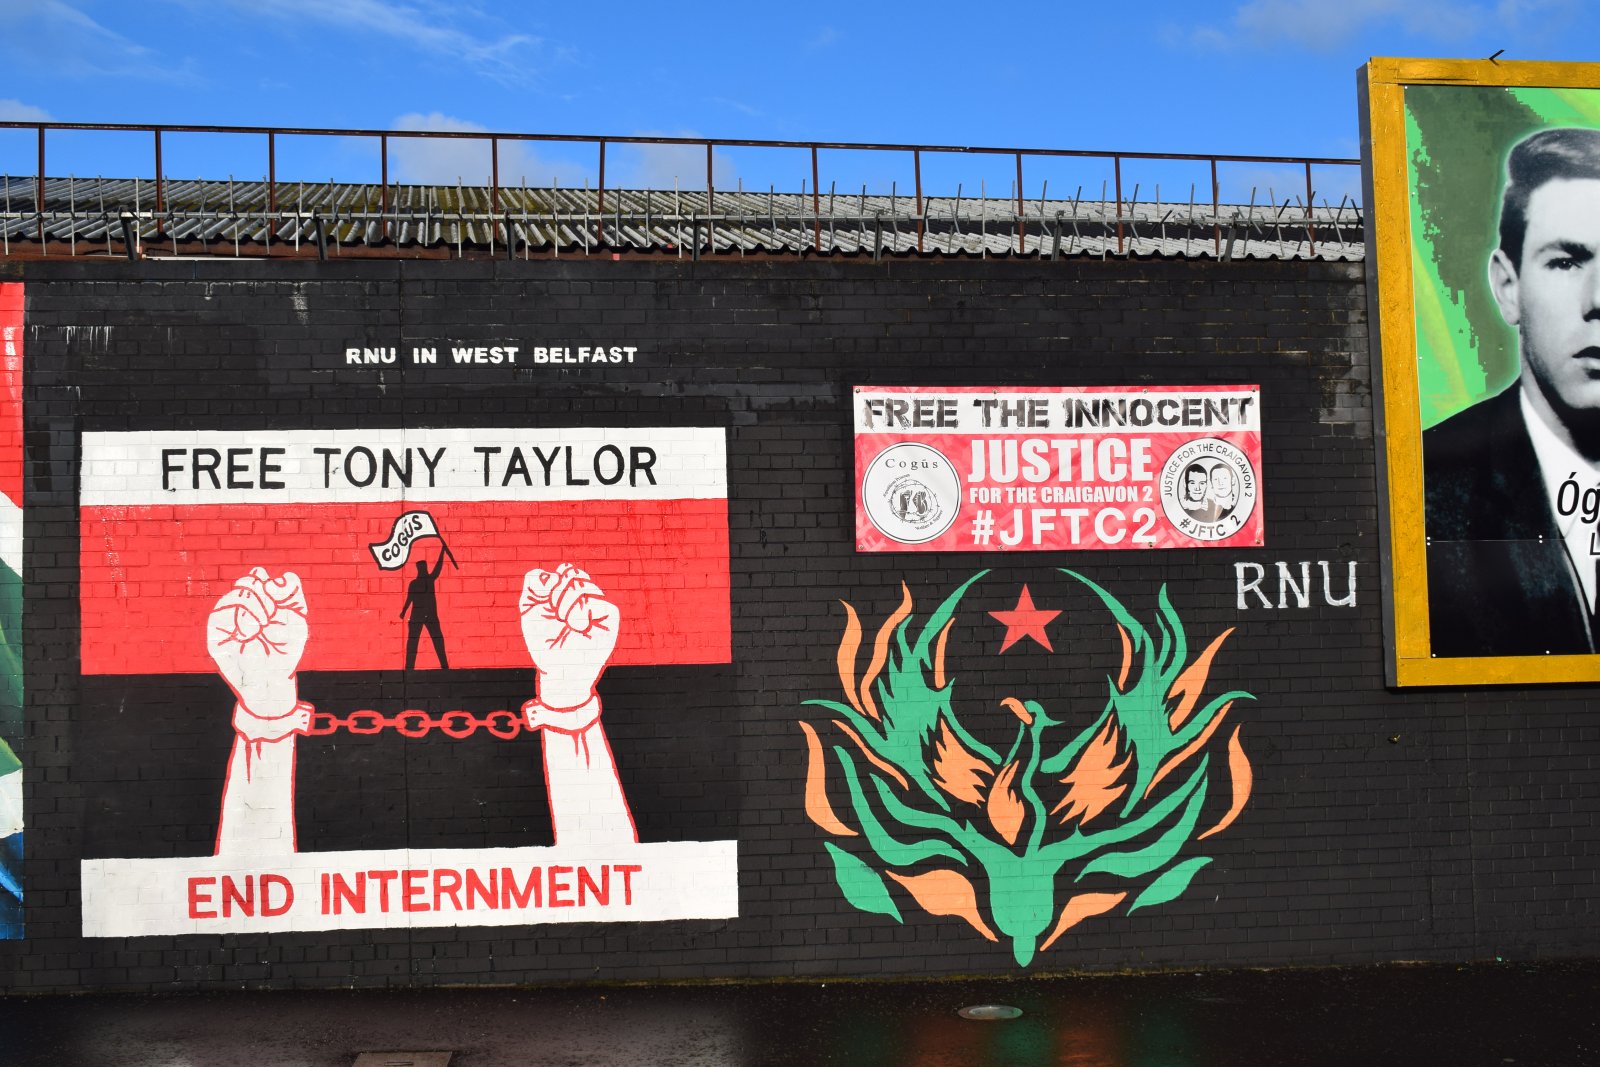 RNU IN WEST BELFAST
FREE TONY TAYLOR
COGÚS
END INTERNMENT
FREE THE INNOCENT
JUSTICE
FOR THE CRAIGAVON 2
#JFTC2
Cogús
JUSTICE FOR THE CRAIGAVON 2
#JFTC 2
RNU
Óg